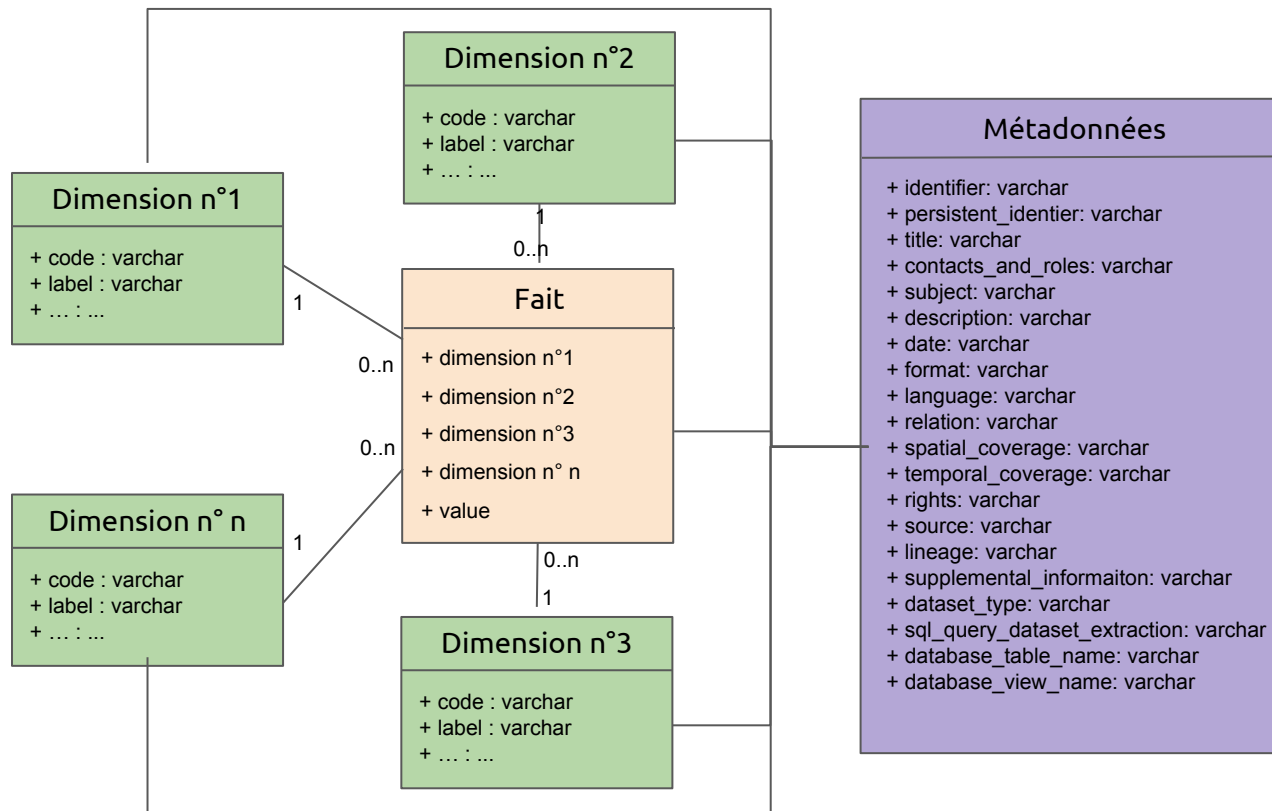 Dimension n°2
+ code : varchar
+ label : varchar
+ … : ...
1
0..n
Dimension n°1
+ code : varchar
+ label : varchar
+ … : ...
1
0..n
Fait
+ dimension n°1
+ dimension n°2
+ dimension n°3
+ dimension n° n
+ value
0..n
Dimension n° n
+ code : varchar
+ label : varchar
+ … : ...
1
0..n
1
Dimension n°3
+ code : varchar
+ label : varchar
+ … : ...
Métadonnées
+ identifier: varchar
+ persistent_identier: varchar
+ title: varchar
+ contacts_and_roles: varchar
+ subject: varchar
+ description: varchar
+ date: varchar
+ format: varchar
+ language: varchar
+ relation: varchar
+ spatial_coverage: varchar
+ temporal_coverage: varchar
+ rights: varchar
+ source: varchar
+ lineage: varchar
+ supplemental_informaiton: varchar
+ dataset_type: varchar
+ sql_query_dataset_extraction: varchar
+ database_table_name: varchar
+ database_view_name: varchar